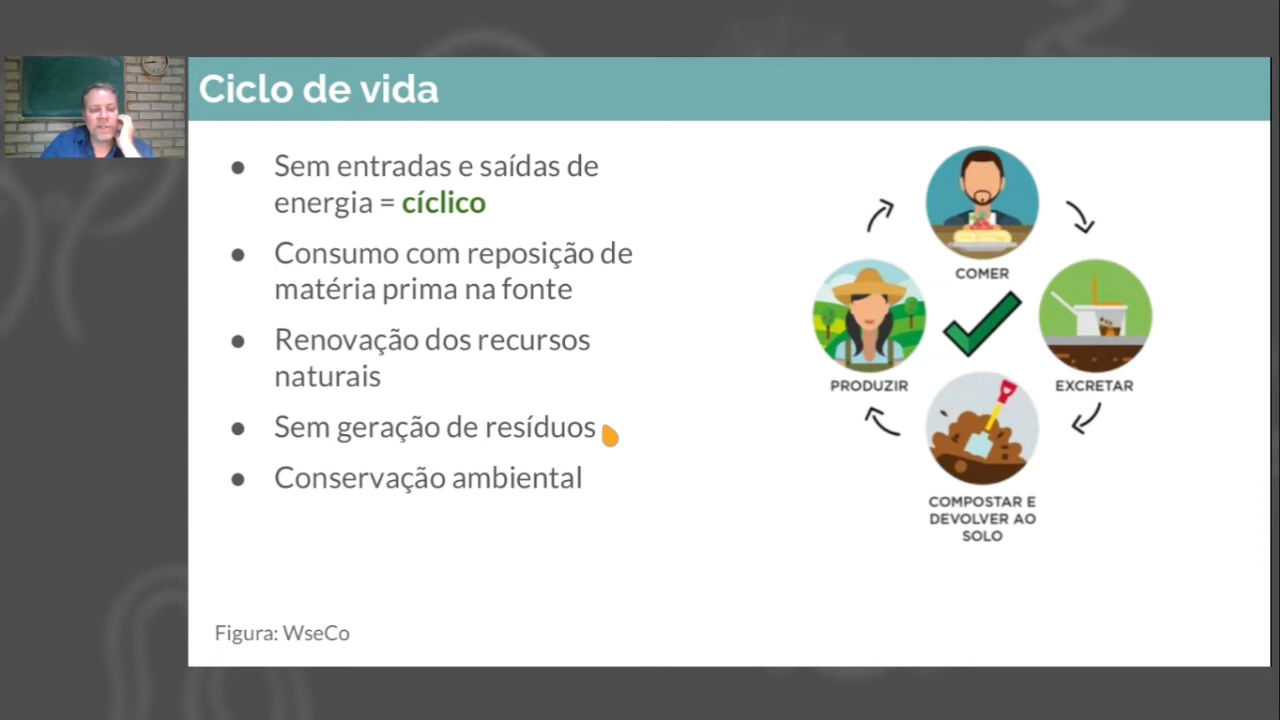 Ciclo de vida
● Sem entradas e saídas de
energia = cíclico
● Consumo com reposição de
matéria prima na fonte
● Renovação dos recursos
naturais
● Sem geração de resíduos
● Conservação ambiental
COMER
PRODUZIR
EXCRETAR
COMPOSTAR E
DEVOLVER AO
SOLO
Figura: WseCo